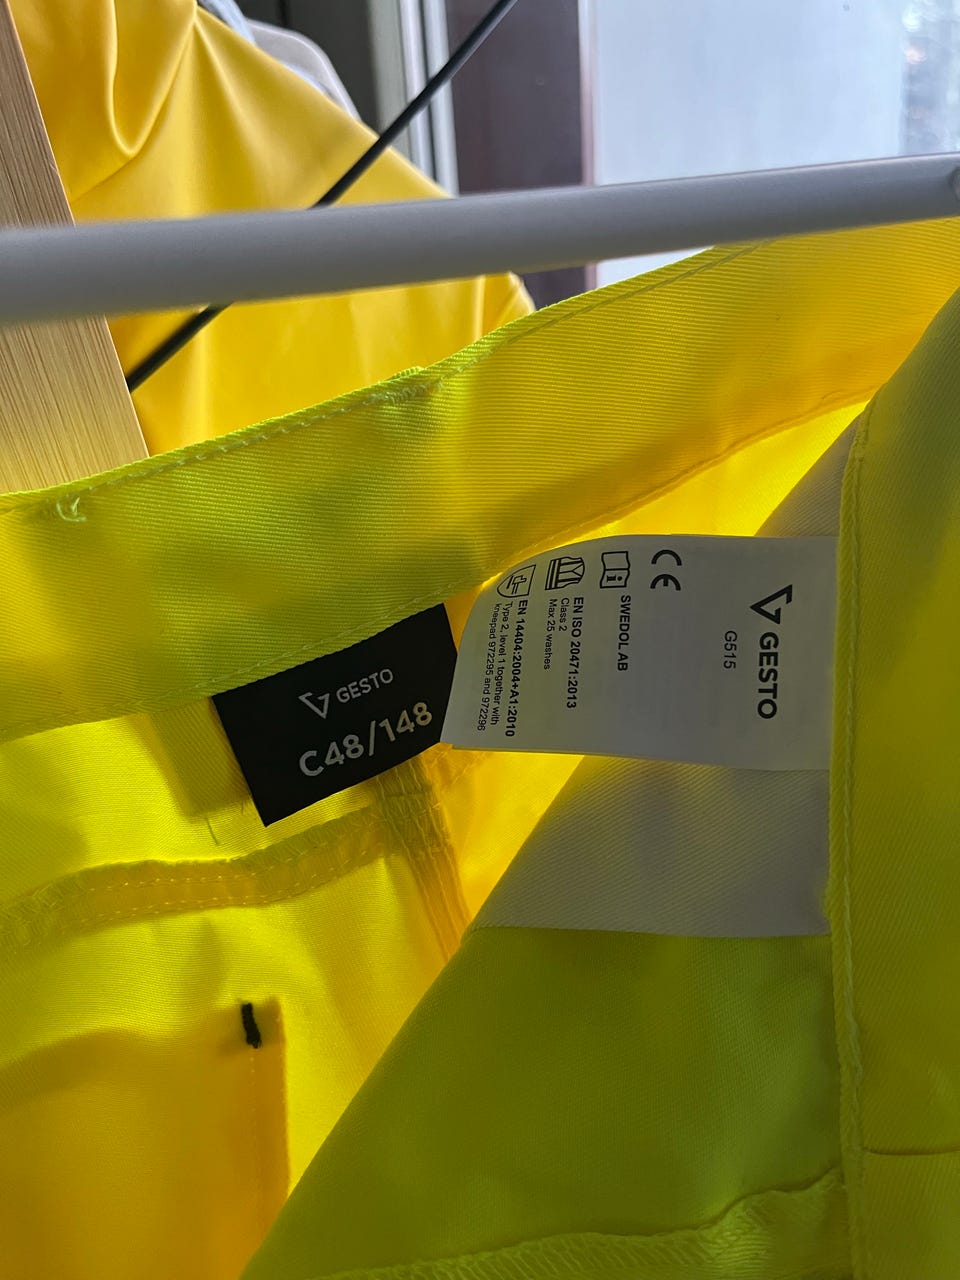 GESTO
C48/148
GESTO
G515
CE
SWEDOL AB
EN ISO 20471:2013
Class 2
Max 25 washes
EN 14404:2004+A1:2010
Type 2, level 1 together with
kneepad 972295 and 972296